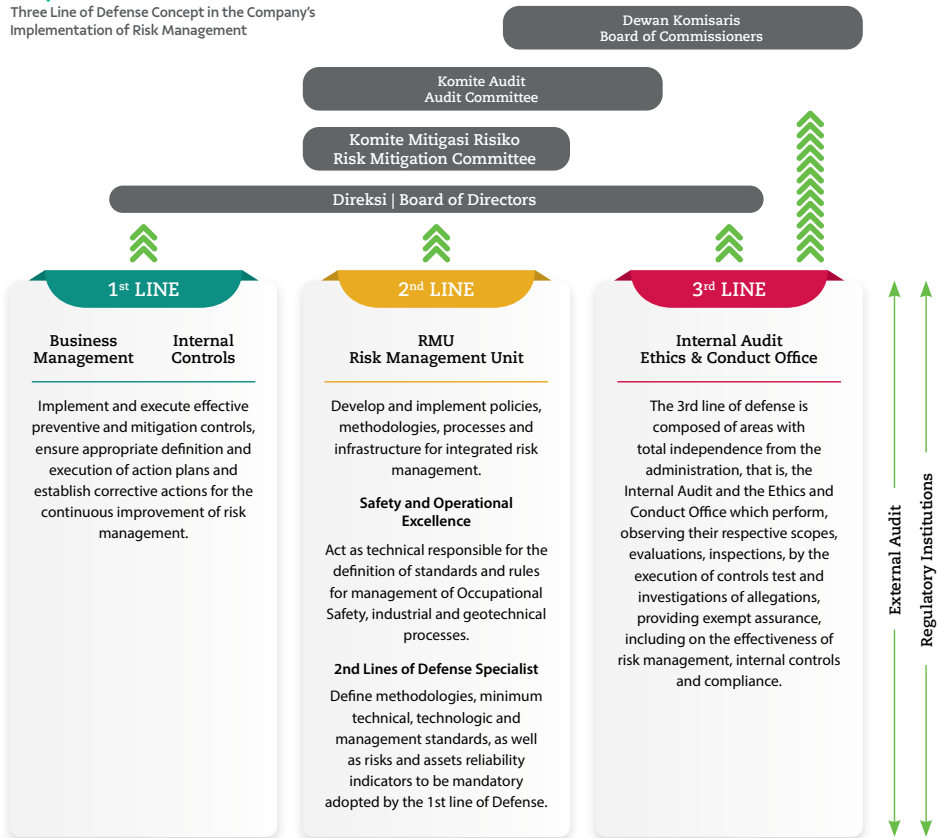 Three Line of Defense Concept in the Company's
Implementation of Risk Management
Dewan Komisaris
Board of Commissioners
Komite Audit
Audit Committee
Komite Mitigasi Risiko
Risk Mitigation Committee
Direksi | Board of Directors
1st LINE
Business
Management
Internal
Controls
Implement and execute effective
preventive and mitigation controls,
ensure appropriate definition and
execution of action plans and
establish corrective actions for the
continuous improvement of risk
management.
2nd LINE
RMU
Risk Management Unit
Develop and implement policies,
methodologies, processes and
infrastructure for integrated risk
management.
Safety and Operational
Excellence
Act as technical responsible for the
definition of standards and rules
for management of Occupational
Safety, industrial and geotechnical
processes.
2nd Lines of Defense Specialist
Define methodologies, minimum
technical, technologic and
management standards, as well
as risks and assets reliability
indicators to be mandatory
adopted by the 1st line of Defense.
3rd LINE
Internal Audit
Ethics & Conduct Office
The 3rd line of defense is
composed of areas with
total independence from the
administration, that is, the
Internal Audit and the Ethics and
Conduct Office which perform,
observing their respective scopes,
evaluations, inspections, by the
execution of controls test and
investigations of allegations,
providing exempt assurance,
including on the effectiveness of
risk management, internal controls
and compliance.
External Audit
Regulatory Institutions